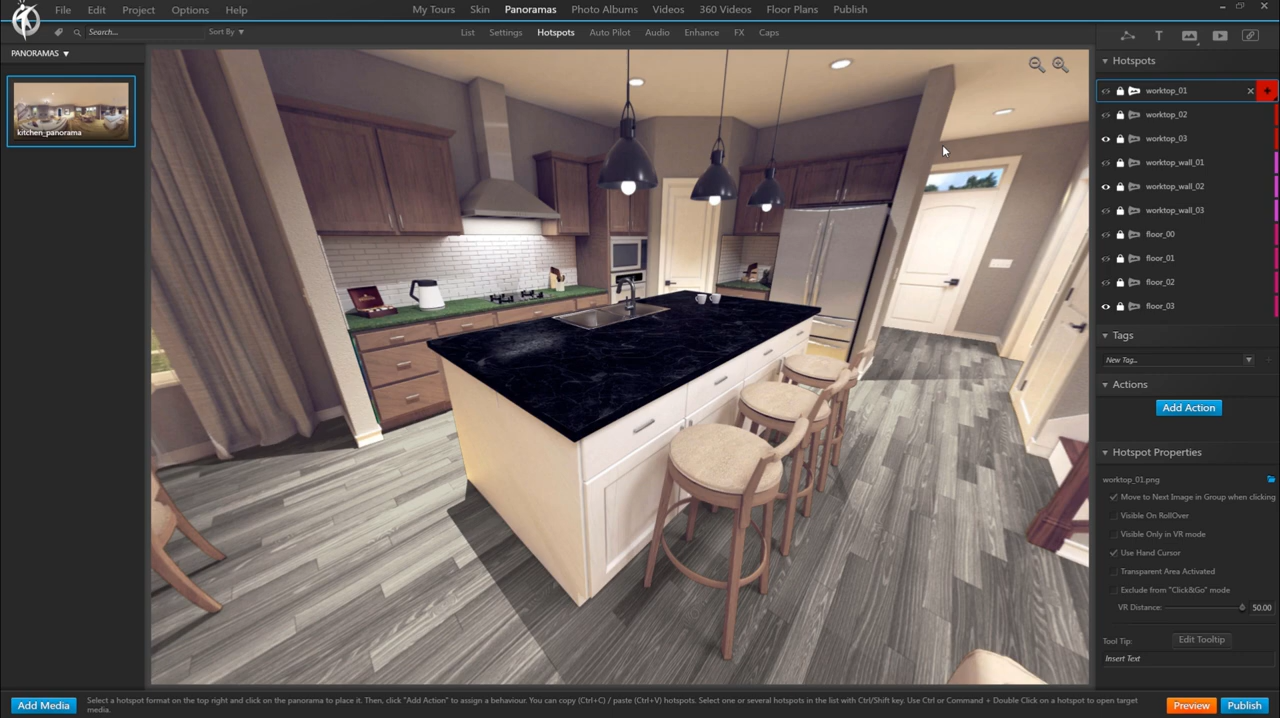 File Edit Project Options Help
My Tours Skin Panoramas Photo Albums Videos 360 Videos Floor Plans Publish
Search... Sort By
List Settings Hotspots Auto Pilot Audio Enhance FX Caps
T
PANORAMAS
kitchen_panorama
Hotspots
worktop_01
worktop_02
worktop_03
worktop_wall_01
worktop_wall_02
worktop_wall_03
floor_00
floor_01
floor_02
floor_03
Tags
New Tag...
Actions
Add Action
Hotspot Properties
worktop_01.png
Move to Next Image in Group when clicking
Visible On RollOver
Visible Only in VR mode
Use Hand Cursor
Transparent Area Activated
Exclude from "Click&Go" mode
VR Distance: 50.00
Tool Tip: Edit Tooltip
Insert Text
Add Media
Select a hotspot format on the top right and click on the panorama to place it. Then, click "Add Action" to assign a behaviour. You can copy (Ctrl+C) / paste (Ctrl+V) hotspots. Select one or several hotspots in the list with Ctrl/Shift key. Use Ctrl or Command + Double Click on a hotspot to open target
media.
Preview Publish